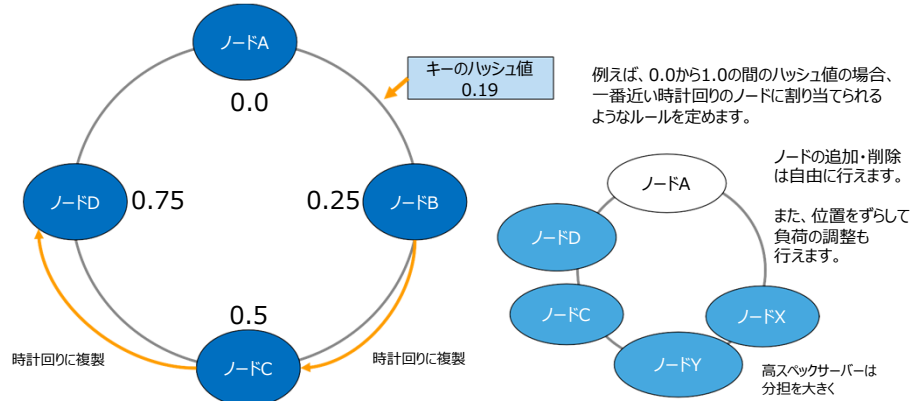 ノードA
0.0
キーのハッシュ値
0.19
ノードD
0.75
0.25
ノードB
0.5
時計回りに複製
ノードC
時計回りに複製
例えば、0.0から1.0の間のハッシュ値の場合、
一番近い時計回りのノードに割り当てられる
ようなルールを定めます。
ノードの追加・削除
は自由に行えます。
また、位置をずらして
負荷の調整も
行えます。
ノードA
ノードD
ノードC
ノードX
ノードY
高スペックサーバーは
分担を大きく